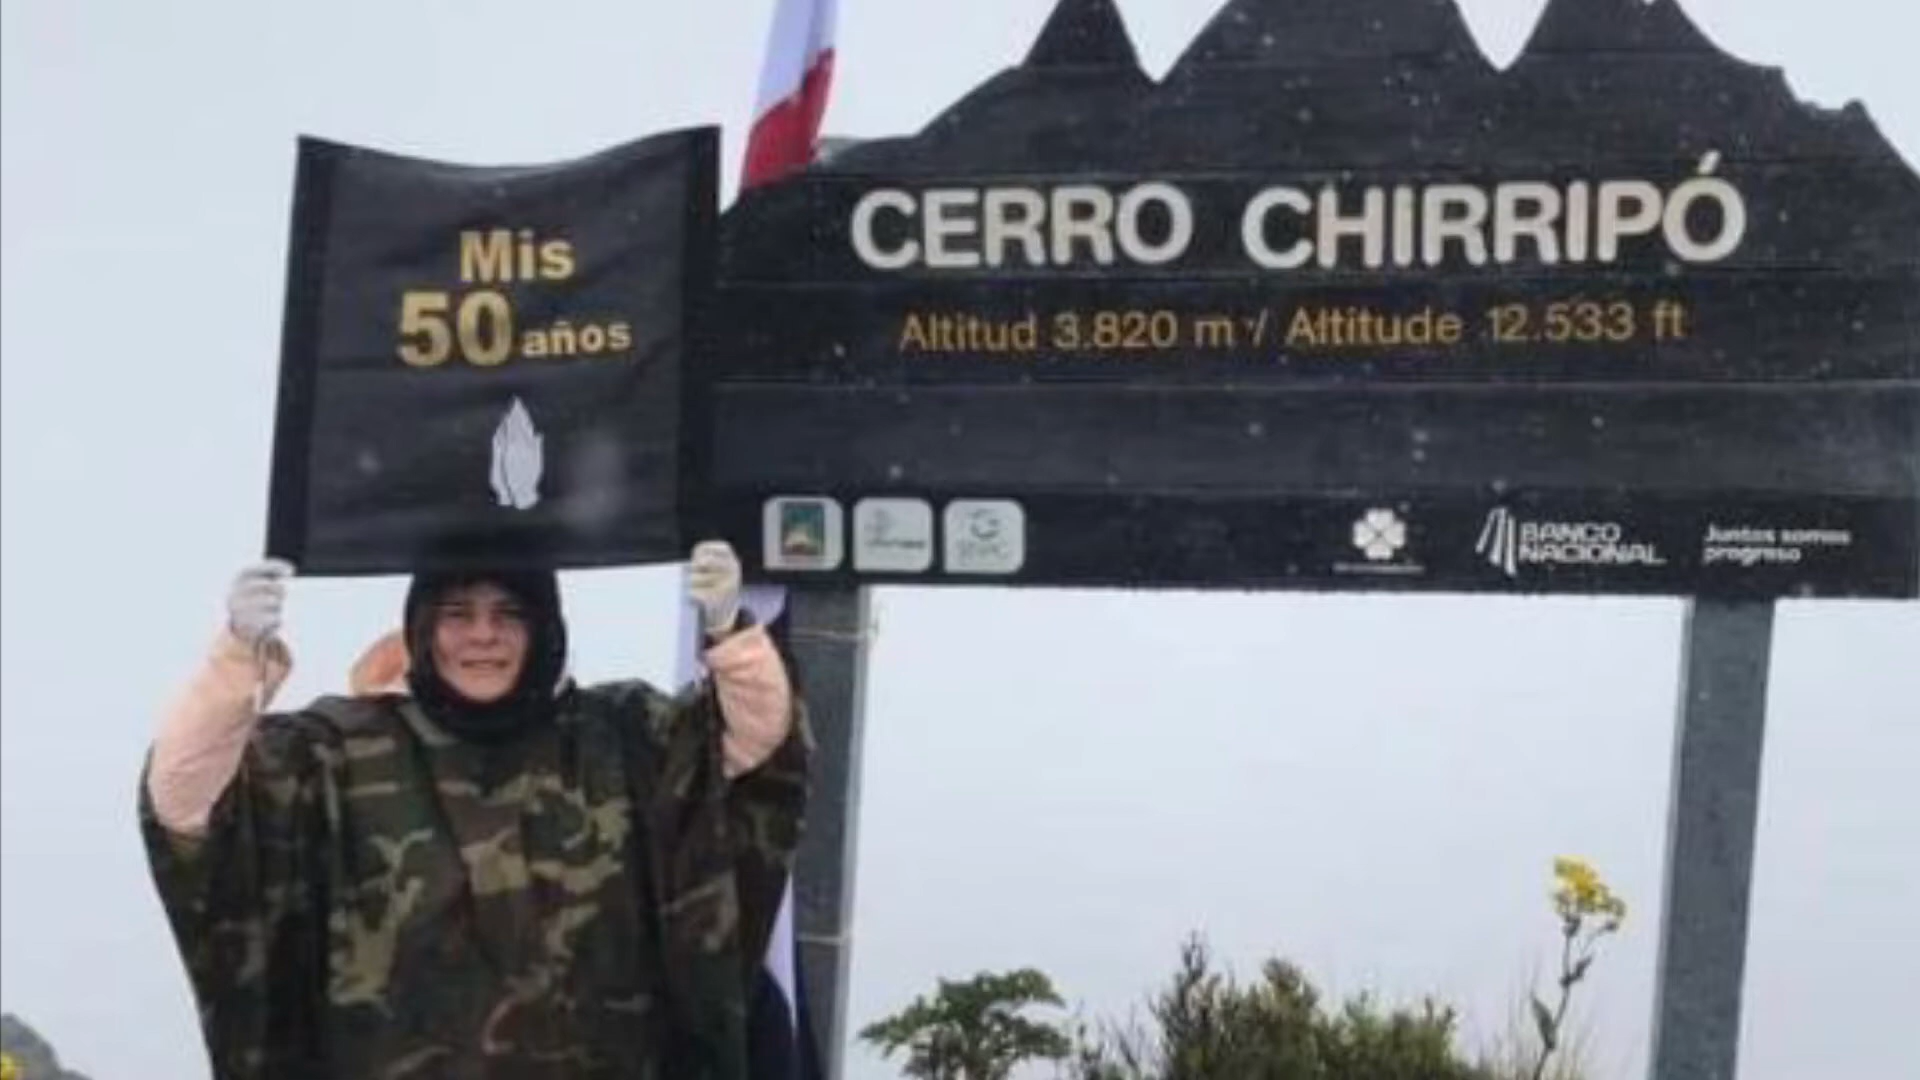 Mis
50 años
CERRO CHIRRIPÓ
Altitud 3.820 m / Altitude 12.533 ft
BANCO
NACIONAL
Juntos somos
progreso